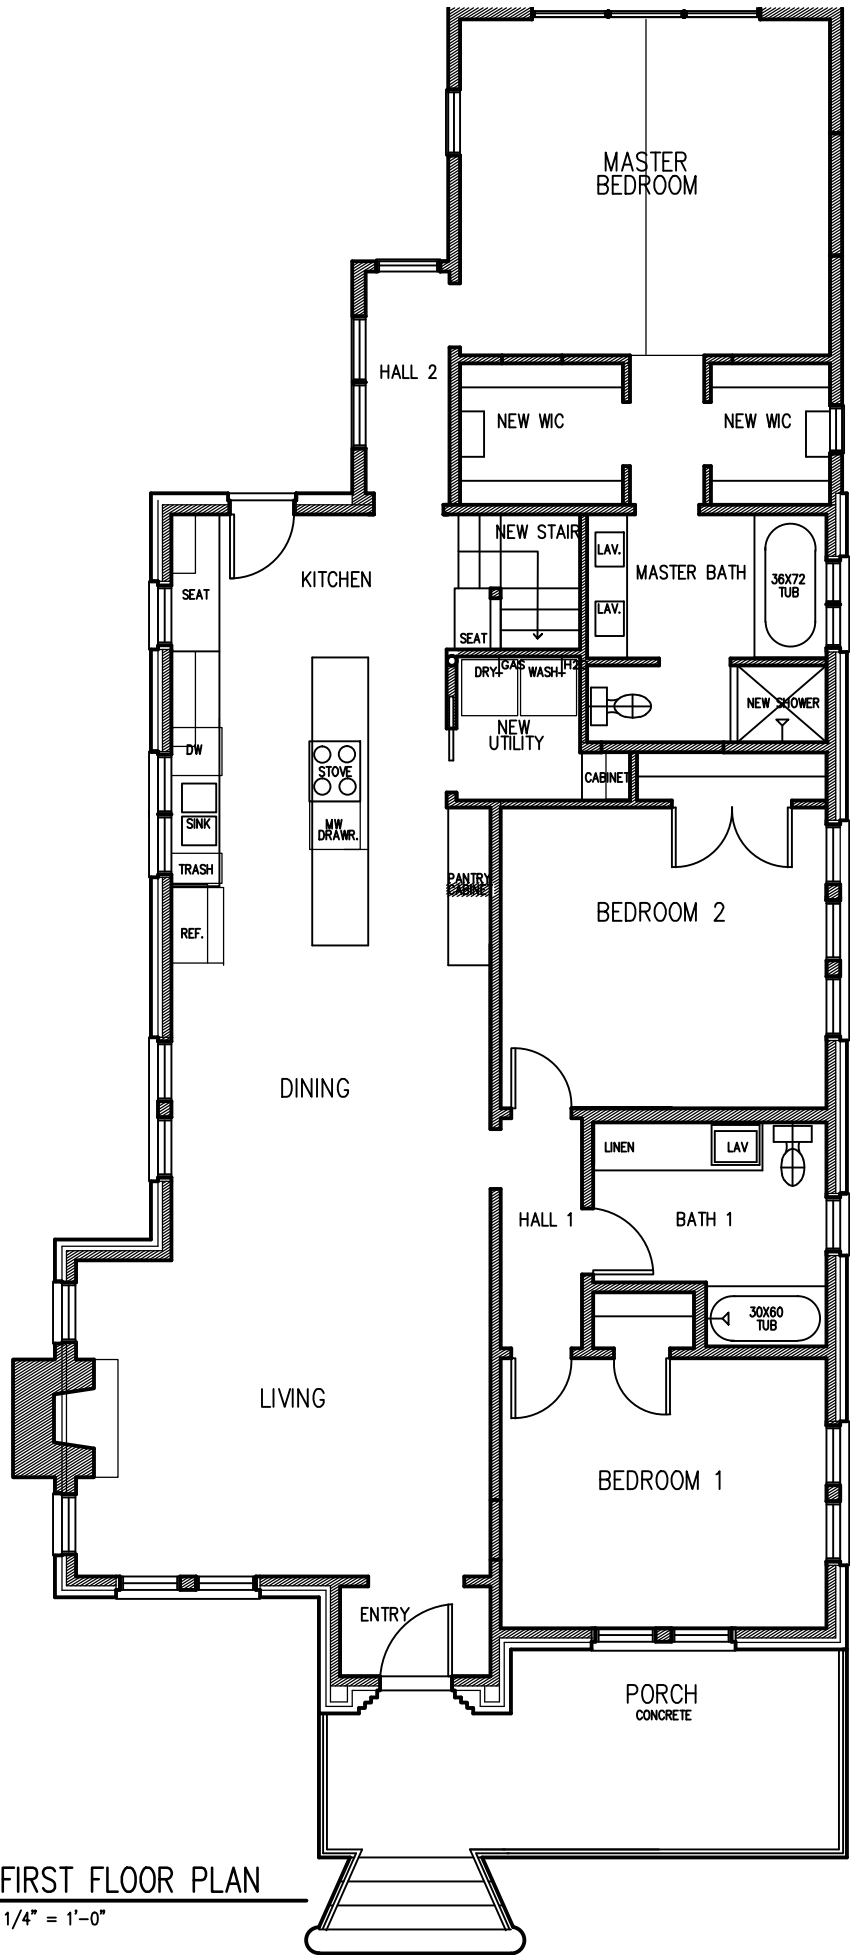 MASTER
BEDROOM
HALL 2
NEW WIC
NEW WIC
NEW STAIR
LAV.
MASTER BATH
36X72
TUB
KITCHEN
SEAT
LAV.
SEAT
DRY
GAS
WASH
NEW SHOWER
NEW
UTILITY
DW
STOVE
CABINET
SINK
MW
DRAWR.
TRASH
PANTRY
CABINET
REF.
BEDROOM 2
DINING
LINEN
LAV
HALL 1
BATH 1
30X60
TUB
LIVING
BEDROOM 1
ENTRY
PORCH
CONCRETE
FIRST FLOOR PLAN
1/4" = 1'-0"